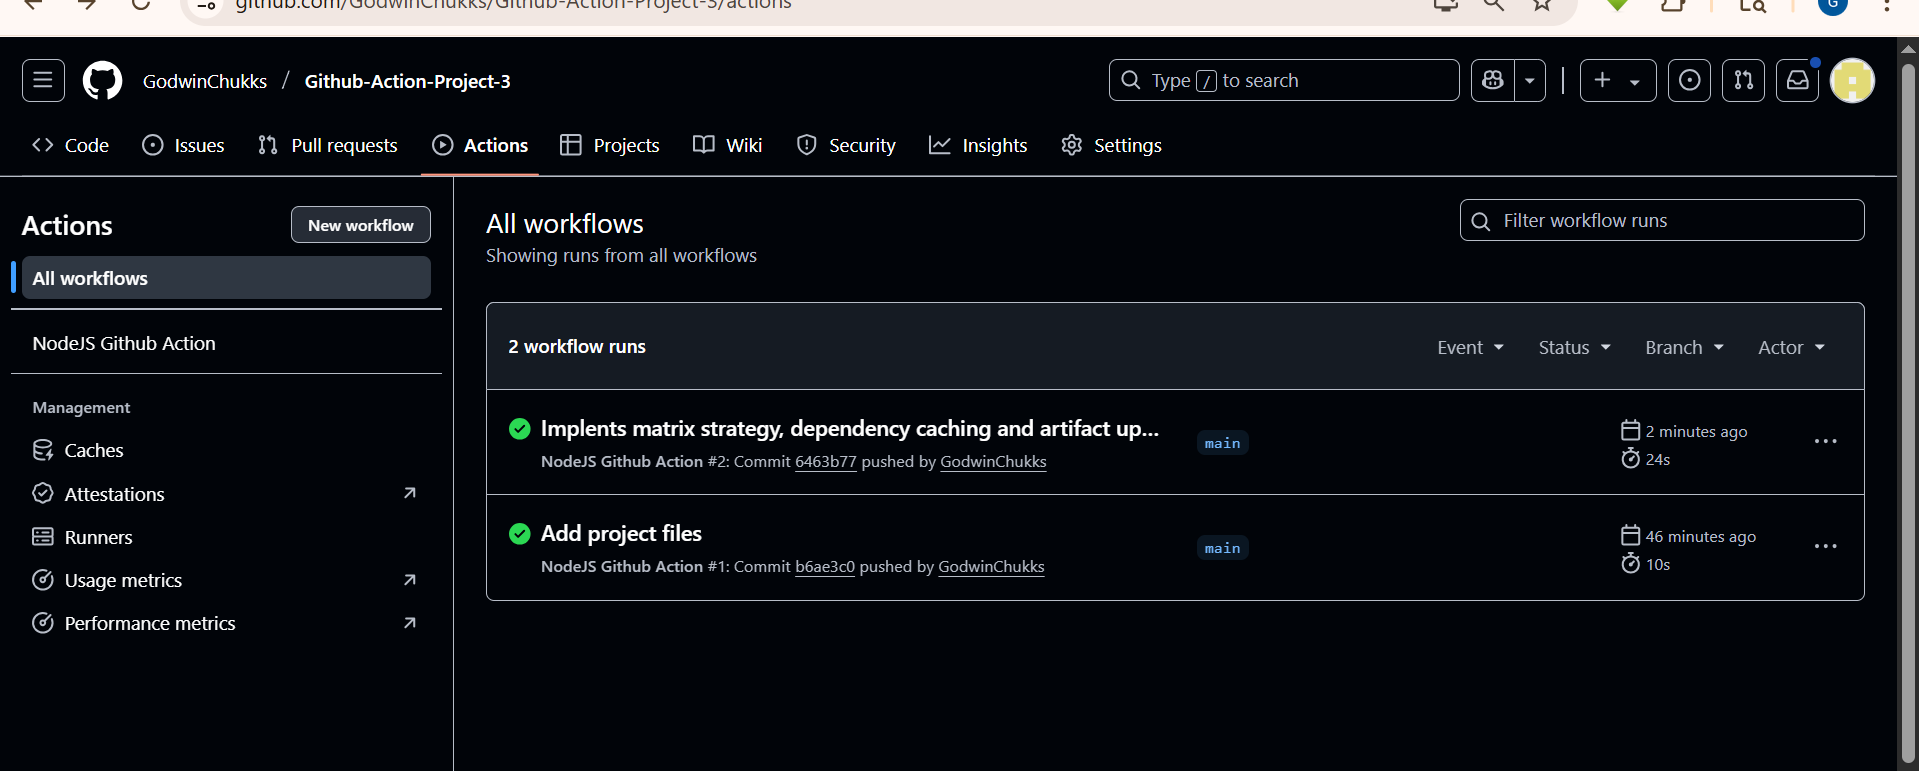 github.com/GodwinChukks/Github-Action-Project-3/actions
G
GodwinChukks / Github-Action-Project-3
Type / to search
Code
Issues
Pull requests
Actions
Projects
Wiki
Security
Insights
Settings
Actions
New workflow
All workflows
NodeJS Github Action
Management
Caches
Attestations
Runners
Usage metrics
Performance metrics
All workflows
Showing runs from all workflows
Filter workflow runs
2 workflow runs
Event
Status
Branch
Actor
Implents matrix strategy, dependency caching and artifact up...
NodeJS Github Action #2: Commit 6463b77 pushed by GodwinChukks
main
2 minutes ago
24s
Add project files
NodeJS Github Action #1: Commit b6ae3c0 pushed by GodwinChukks
main
46 minutes ago
10s